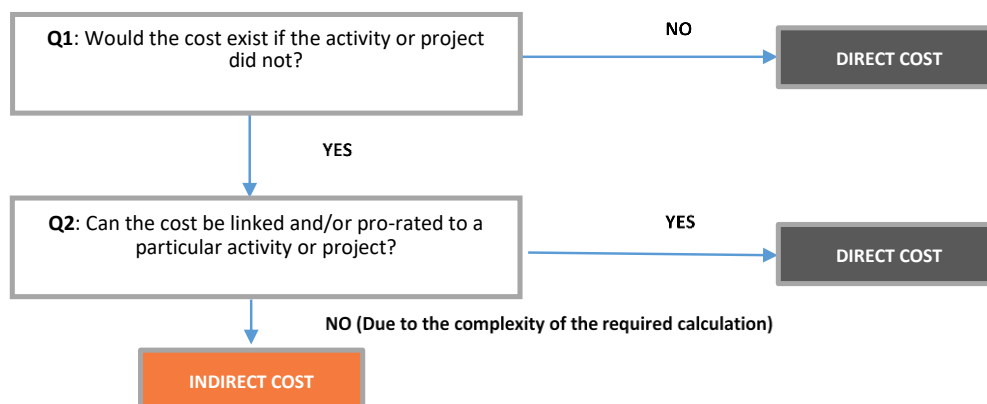 Q1: Would the cost exist if the activity or project
did not?
NO
DIRECT COST
YES
Q2: Can the cost be linked and/or pro-rated to a
particular activity or project?
YES
DIRECT COST
NO (Due to the complexity of the required calculation)
INDIRECT COST